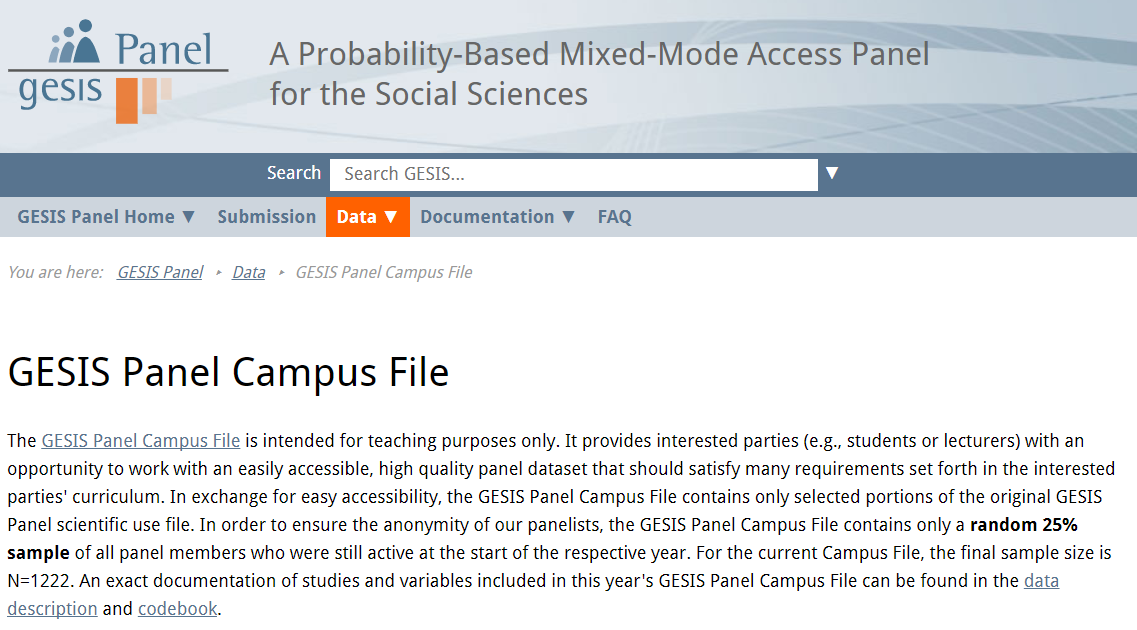 Panel
gesis
A Probability-Based Mixed-Mode Access Panel
for the Social Sciences
Search Search GESIS... ▼
GESIS Panel Home ▼ Submission Data ▼ Documentation ▼ FAQ
You are here: GESIS Panel ‣ Data ‣ GESIS Panel Campus File
GESIS Panel Campus File
The GESIS Panel Campus File is intended for teaching purposes only. It provides interested parties (e.g., students or lecturers) with an
opportunity to work with an easily accessible, high quality panel dataset that should satisfy many requirements set forth in the interested
parties' curriculum. In exchange for easy accessibility, the GESIS Panel Campus File contains only selected portions of the original GESIS
Panel scientific use file. In order to ensure the anonymity of our panelists, the GESIS Panel Campus File contains only a random 25%
sample of all panel members who were still active at the start of the respective year. For the current Campus File, the final sample size is
N=1222. An exact documentation of studies and variables included in this year's GESIS Panel Campus File can be found in the data
description and codebook.